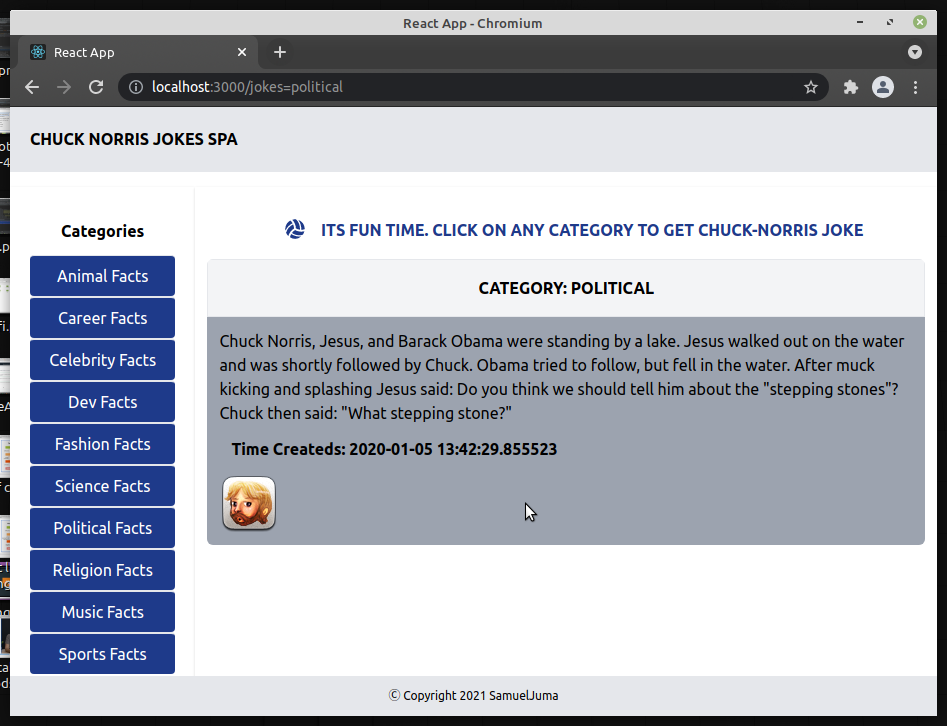 React App - Chromium
React App
localhost:3000/jokes=political
CHUCK NORRIS JOKES SPA
Categories
Animal Facts
Career Facts
Celebrity Facts
Dev Facts
Fashion Facts
Science Facts
Political Facts
Religion Facts
Music Facts
Sports Facts
ITS FUN TIME. CLICK ON ANY CATEGORY TO GET CHUCK-NORRIS JOKE
CATEGORY: POLITICAL
Chuck Norris, Jesus, and Barack Obama were standing by a lake. Jesus walked out on the water
and was shortly followed by Chuck. Obama tried to follow, but fell in the water. After muck
kicking and splashing Jesus said: Do you think we should tell him about the "stepping stones"?
Chuck then said: "What stepping stone?"
Time Createds: 2020-01-05 13:42:29.855523
© Copyright 2021 SamuelJuma